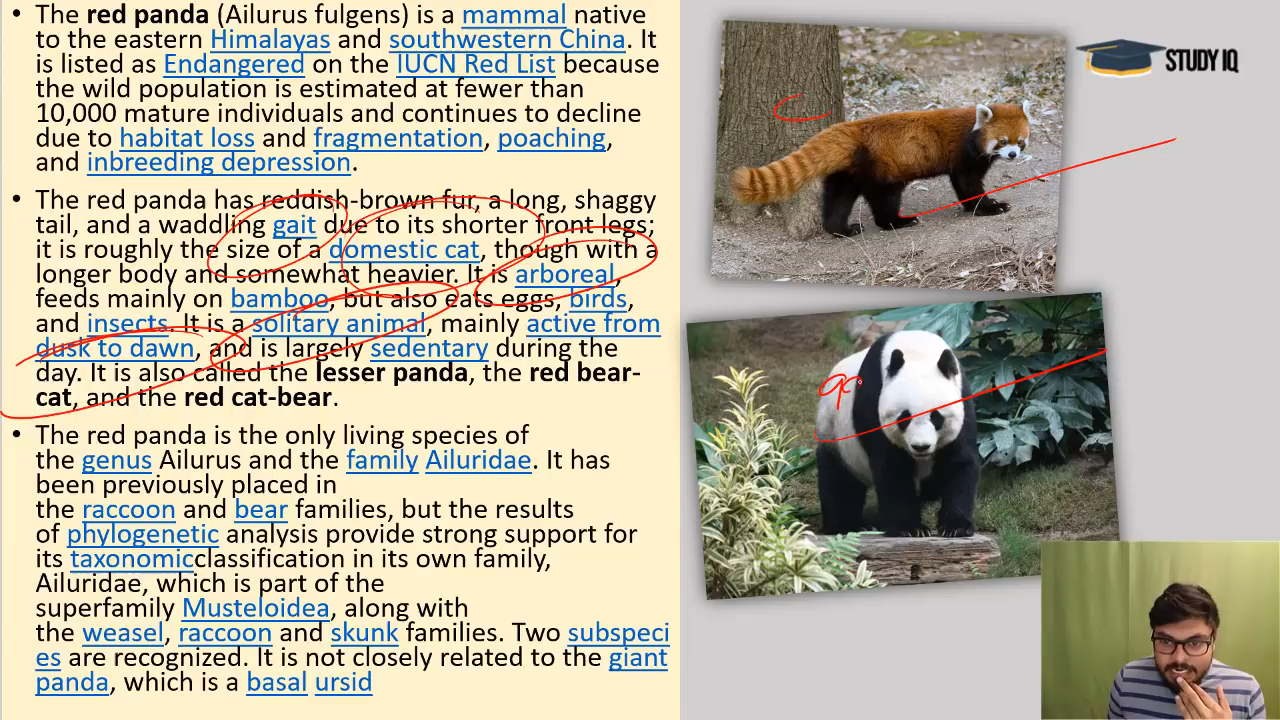 • The red panda (Ailurus fulgens) is a mammal native
to the eastern Himalayas and southwestern China. It
is listed as Endangered on the IUCN Red List because
the wild population is estimated at fewer than
10,000 mature individuals and continues to decline
due to habitat loss and fragmentation, poaching,
and inbreeding depression.
• The red panda has reddish-brown fur, a long, shaggy
tail, and a waddling gait due to its shorter front legs;
it is roughly the size of a domestic cat, though with a
longer body and somewhat heavier. It is arboreal,
feeds mainly on bamboo, but also eats eggs, birds,
and insects. It is a solitary animal, mainly active from
dusk to dawn, and is largely sedentary during the
day. It is also called the lesser panda, the red bear-
cat, and the red cat-bear.
• The red panda is the only living species of
the genus Ailurus and the family Ailuridae. It has
been previously placed in
the raccoon and bear families, but the results
of phylogenetic analysis provide strong support for
its taxonomicclassification in its own family,
Ailuridae, which is part of the
superfamily Musteloidea, along with
the weasel, raccoon and skunk families. Two subspeci
es are recognized. It is not closely related to the giant
panda, which is a basal ursid
STUDY IQ